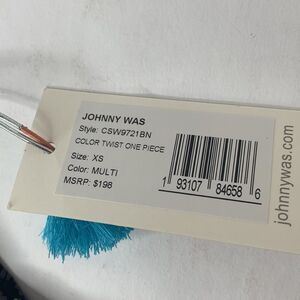 JOHNNY WAS
Style: CSW9721BN
COLOR TWIST ONE PIECE
Size: XS
Color: MULTI
MSRP: $198
1 93107 84658 6
johnnywas.com